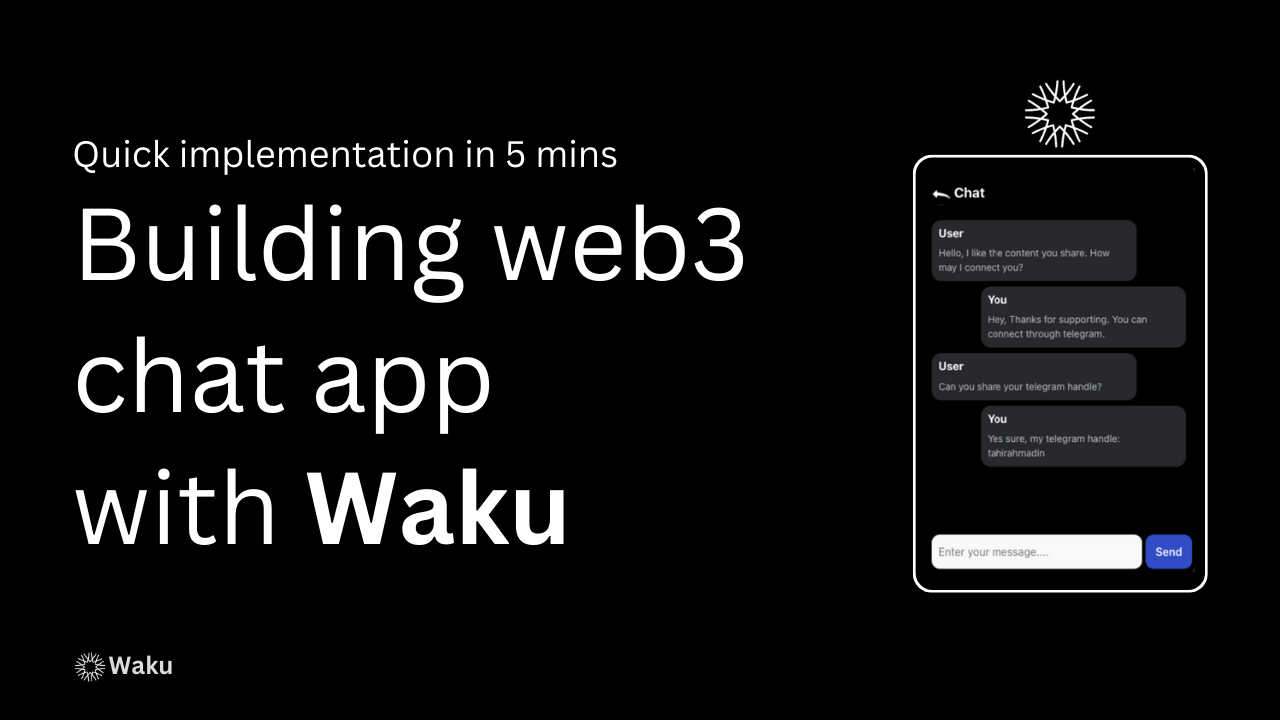 Quick implementation in 5 mins
Building web3
chat app
with Waku
Waku
Chat
User
Hello, I like the content you share. How
may I connect you?
You
Hey, Thanks for supporting. You can
connect through telegram.
User
Can you share your telegram handle?
You
Yes sure, my telegram handle:
tahirahmadin
Enter your message....
Send